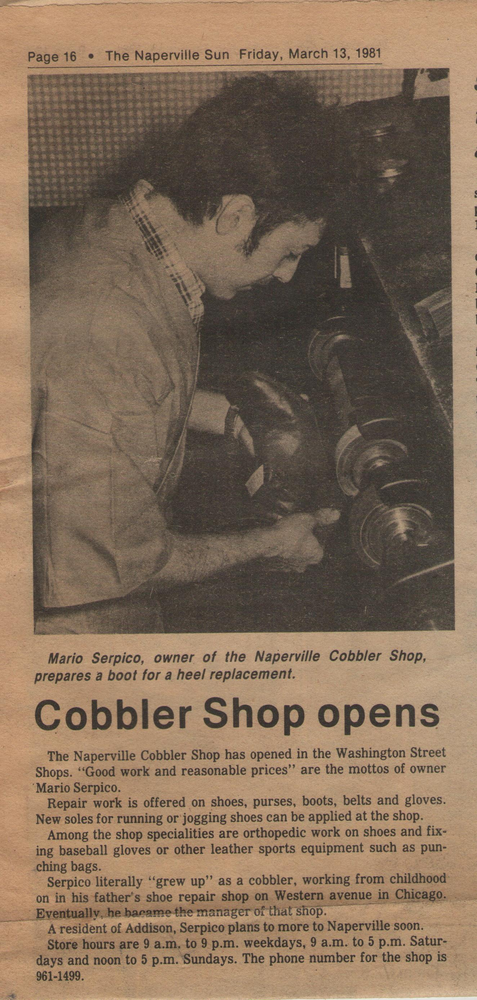 Page 16 • The Naperville Sun Friday, March 13, 1981
Mario Serpico, owner of the Naperville Cobbler Shop,
prepares a boot for a heel replacement.
Cobbler Shop opens
The Naperville Cobbler Shop has opened in the Washington Street
Shops. “Good work and reasonable prices” are the mottos of owner
Mario Serpico.
Repair work is offered on shoes, purses, boots, belts and gloves.
New soles for running or jogging shoes can be applied at the shop.
Among the shop specialities are orthopedic work on shoes and fix-
ing baseball gloves or other leather sports equipment such as pun-
ching bags.
Serpico literally “grew up” as a cobbler, working from childhood
on in his father's shoe repair shop on Western avenue in Chicago.
Eventually, he bacame the manager of that shop.
A resident of Addison, Serpico plans to more to Naperville soon.
Store hours are 9 a.m. to 9 p.m. weekdays, 9 a.m. to 5 p.m. Satur-
days and noon to 5 p.m. Sundays. The phone number for the shop is
961-1499.